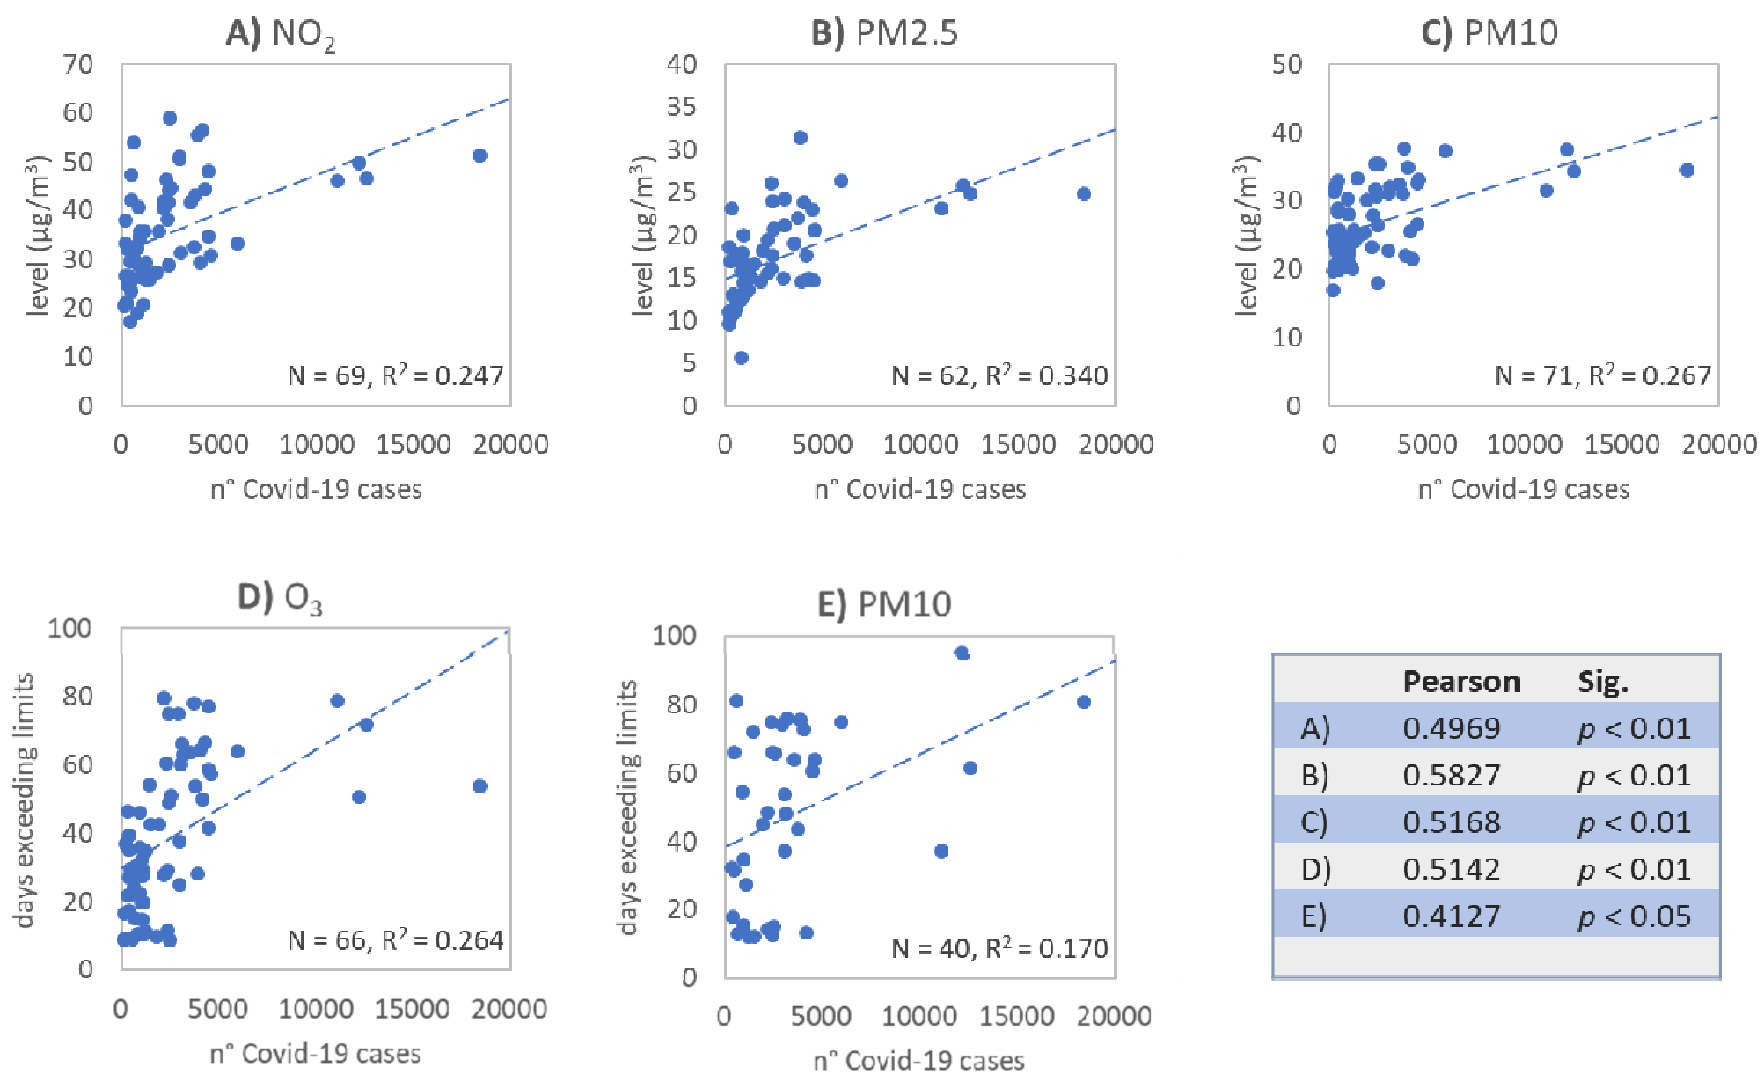 A) NO2
70
60
50
40
30
20
10
0
level (µg/m3)
N = 69, R2 = 0.247
0 5000 10000 15000 20000
n° Covid-19 cases
B) PM2.5
40
35
30
25
20
15
10
5
0
level (µg/m3)
N = 62, R2 = 0.340
0 5000 10000 15000 20000
n° Covid-19 cases
C) PM10
50
40
30
20
10
0
level (µg/m3)
N = 71, R2 = 0.267
0 5000 10000 15000 20000
n° Covid-19 cases
D) O3
100
80
60
40
20
0
days exceeding limits
N = 66, R2 = 0.264
0 5000 10000 15000 20000
n° Covid-19 cases
E) PM10
100
80
60
40
20
0
days exceeding limits
N = 40, R2 = 0.170
0 5000 10000 15000 20000
n° Covid-19 cases
Pearson Sig.
A) 0.4969 p < 0.01
B) 0.5827 p < 0.01
C) 0.5168 p < 0.01
D) 0.5142 p < 0.01
E) 0.4127 p < 0.05